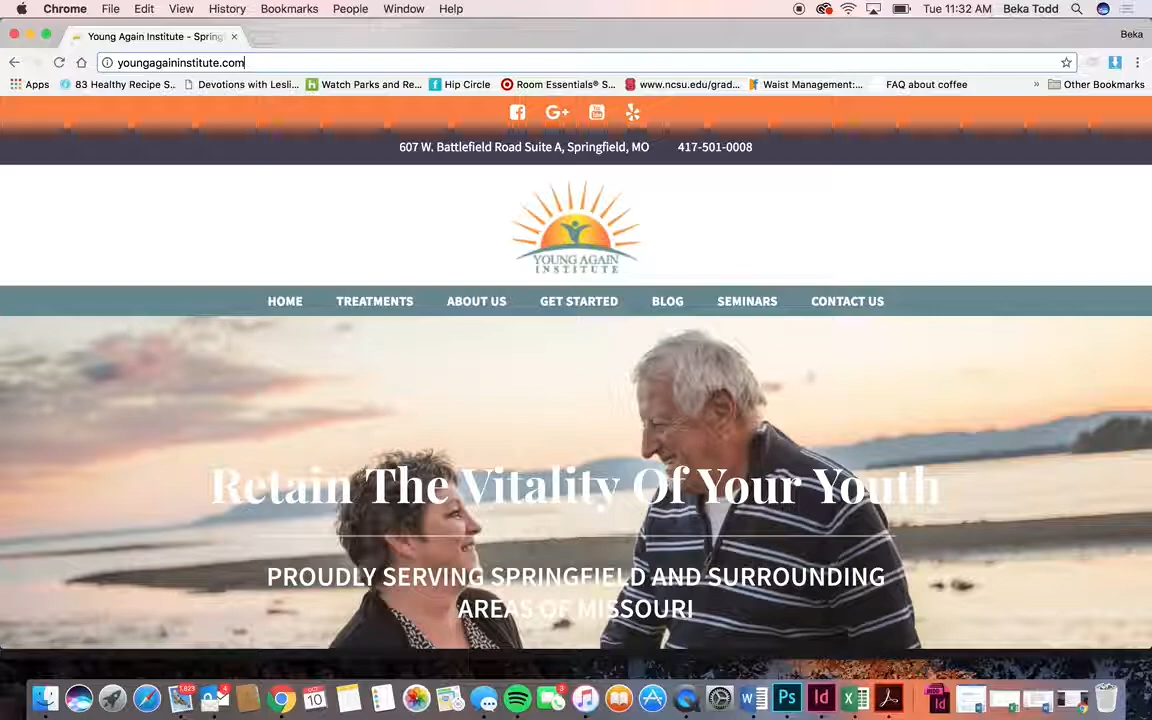 Chrome File Edit View History Bookmarks People Window Help Tue 11:32 AM Beka Todd
Young Again Institute - Spring Beka
youngagaininstitute.com
Apps 83 Healthy Recipe S... Devotions with Lesli... Watch Parks and Re... Hip Circle Room Essentials® S... www.ncsu.edu/grad... Waist Management:... FAQ about coffee » Other Bookmarks
607 W. Battlefield Road Suite A, Springfield, MO 417-501-0008
YOUNG AGAIN
INSTITUTE
HOME TREATMENTS ABOUT US GET STARTED BLOG SEMINARS CONTACT US
Retain The Vitality Of Your Youth
PROUDLY SERVING SPRINGFIELD AND SURROUNDING
AREAS OF MISSOURI